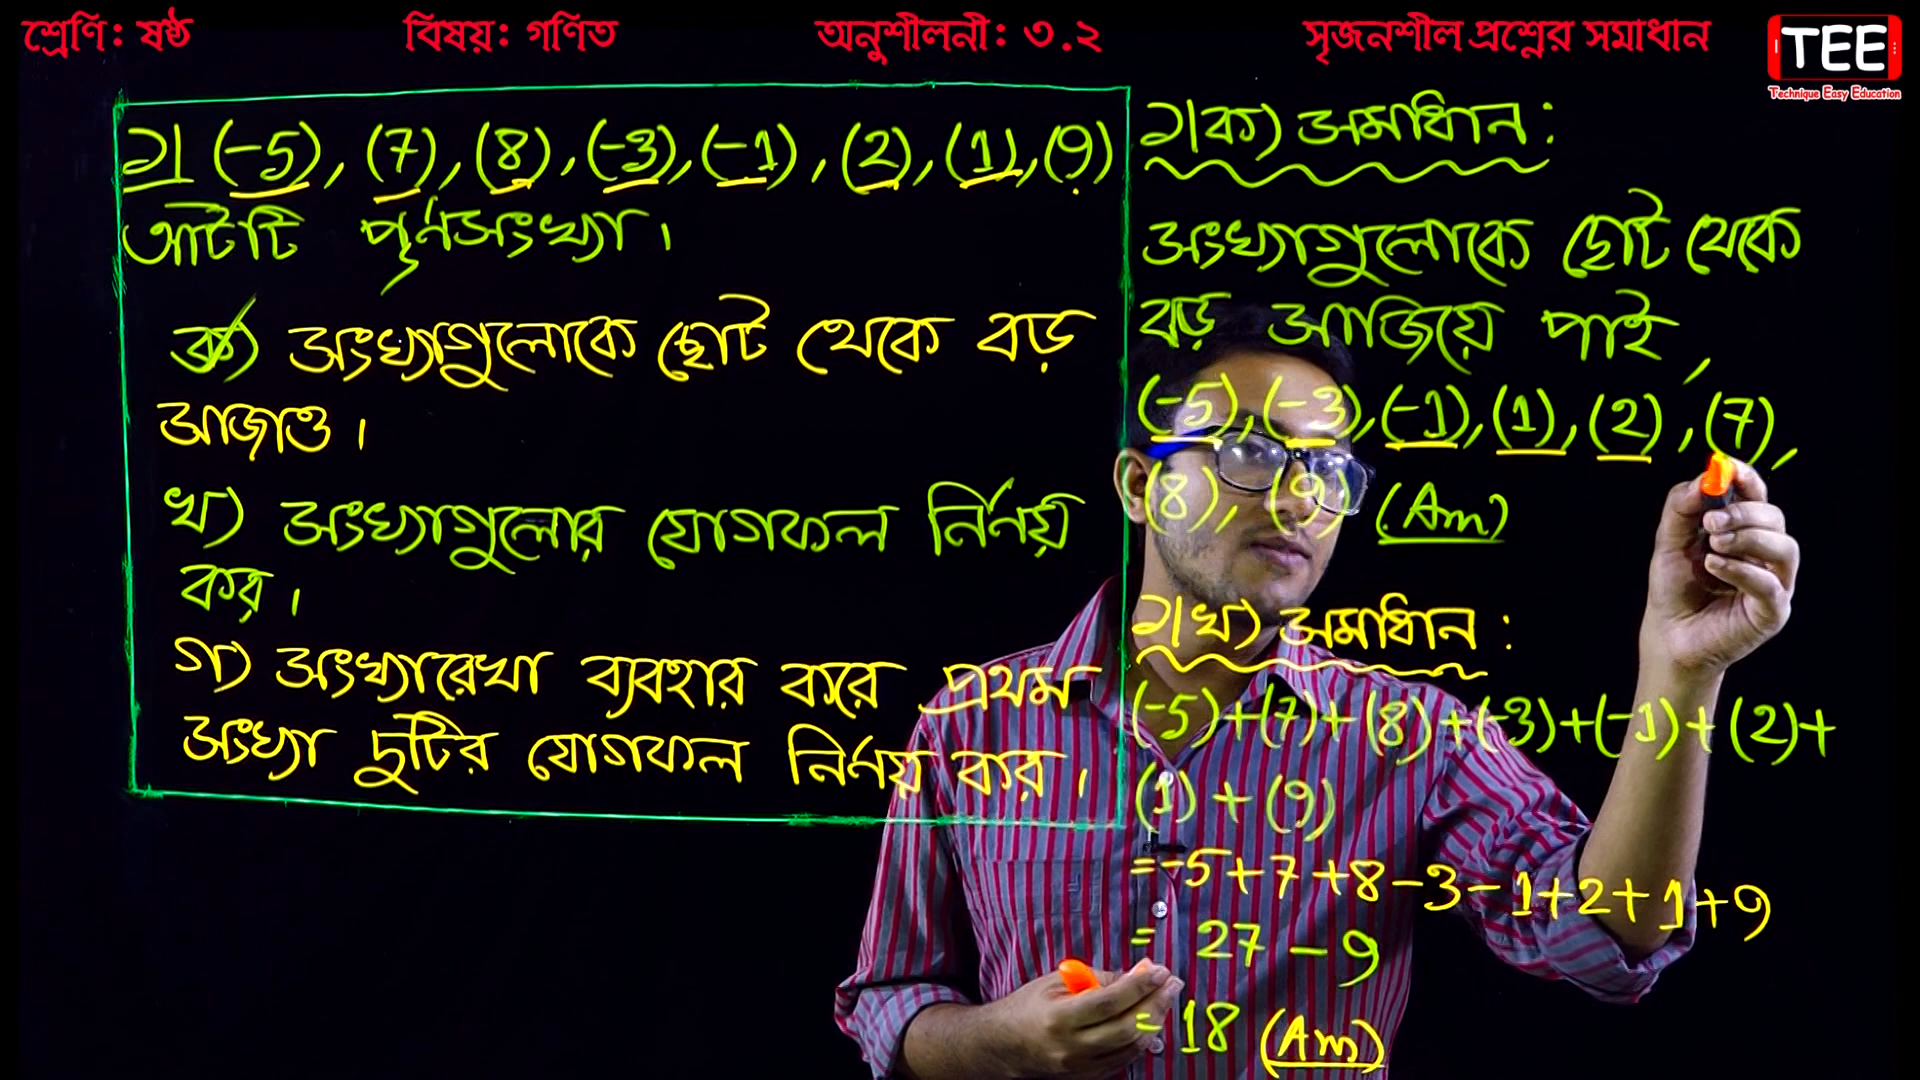 শ্রেণি: ষষ্ঠ
বিষয়: গণিত
অনুশীলনী: ৩.২
সৃজনশীল প্রশ্নের সমাধান
TEE
Technique Easy Education
১। (-5), (7), (8), (-3), (-1), (2), (1), (9)
আটটি পূর্ণসংখ্যা।
ক) সংখ্যাগুলোকে ছোট থেকে বড়
সাজাও।
খ) সংখ্যাগুলোর যোগফল নির্ণয়
কর।
গ) সংখ্যারেখা ব্যবহার করে প্রথম
সংখ্যা দুটির যোগফল নির্ণয় কর।
১।ক) সমাধান:
সংখ্যাগুলোকে ছোট থেকে
বড় সাজিয়ে পাই,
(-5), (-3), (-1), (1), (2), (7),
(8), (9) (Ans)
১।খ) সমাধান:
(-5)+(7)+(8)+(-3)+(-1)+(2)+
(1)+(9)
=-5+7+8-3-1+2+1+9
= 27-9
= 18 (Ans)